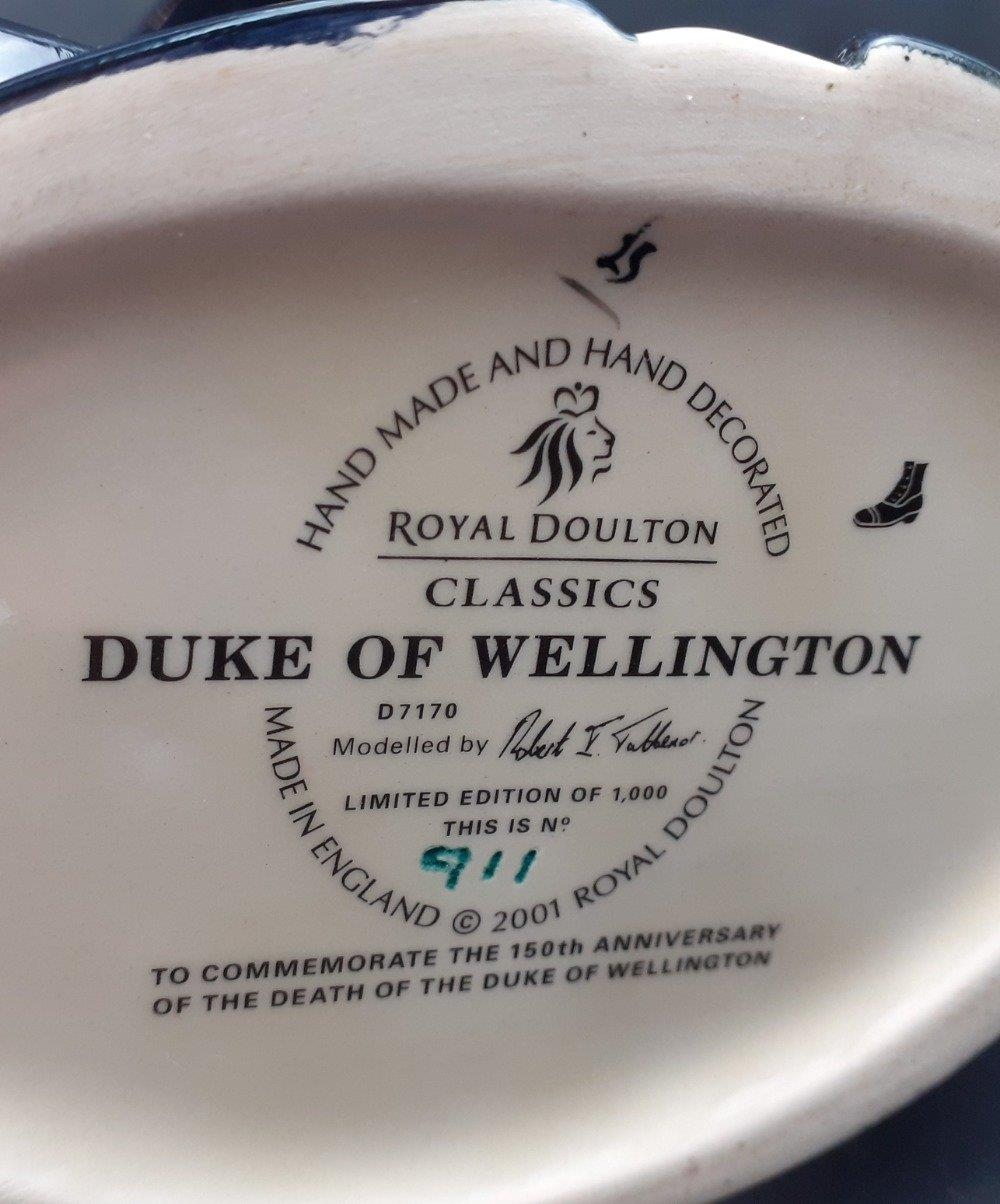 HAND MADE AND HAND DECORATED
ROYAL DOULTON
CLASSICS
DUKE OF WELLINGTON
D7170
Modelled by Robert I. Tabbenor.
LIMITED EDITION OF 1,000
THIS IS Nº
911
MADE IN ENGLAND © 2001 ROYAL DOULTON
TO COMMEMORATE THE 150th ANNIVERSARY
OF THE DEATH OF THE DUKE OF WELLINGTON